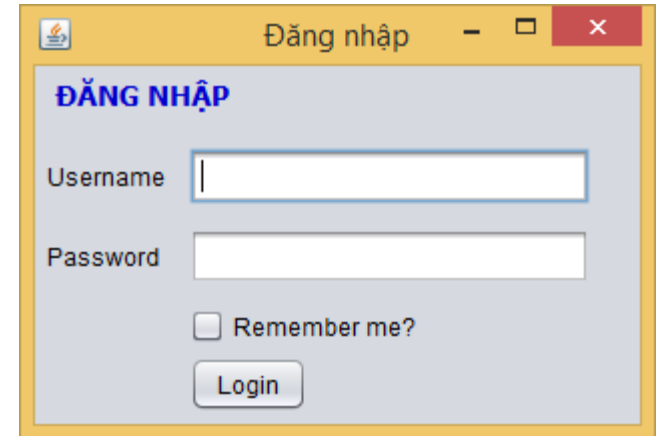 Đăng nhập
ĐĂNG NHẬP
Username
Password
Remember me?
Login